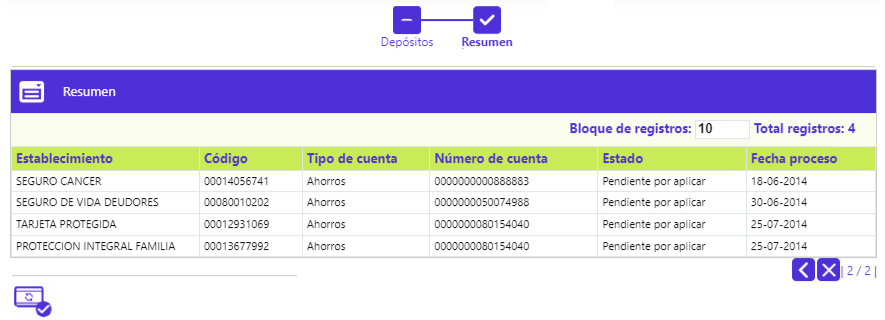 Depósitos Resumen
Resumen
Bloque de registros: 10 Total registros: 4
Establecimiento Código Tipo de cuenta Número de cuenta Estado Fecha proceso
SEGURO CANCER 00014056741 Ahorros 0000000000888883 Pendiente por aplicar 18-06-2014
SEGURO DE VIDA DEUDORES 00080010202 Ahorros 0000000050074988 Pendiente por aplicar 30-06-2014
TARJETA PROTEGIDA 00012931069 Ahorros 0000000080154040 Pendiente por aplicar 25-07-2014
PROTECCION INTEGRAL FAMILIA 00013677992 Ahorros 0000000080154040 Pendiente por aplicar 25-07-2014
| 2 / 2 |